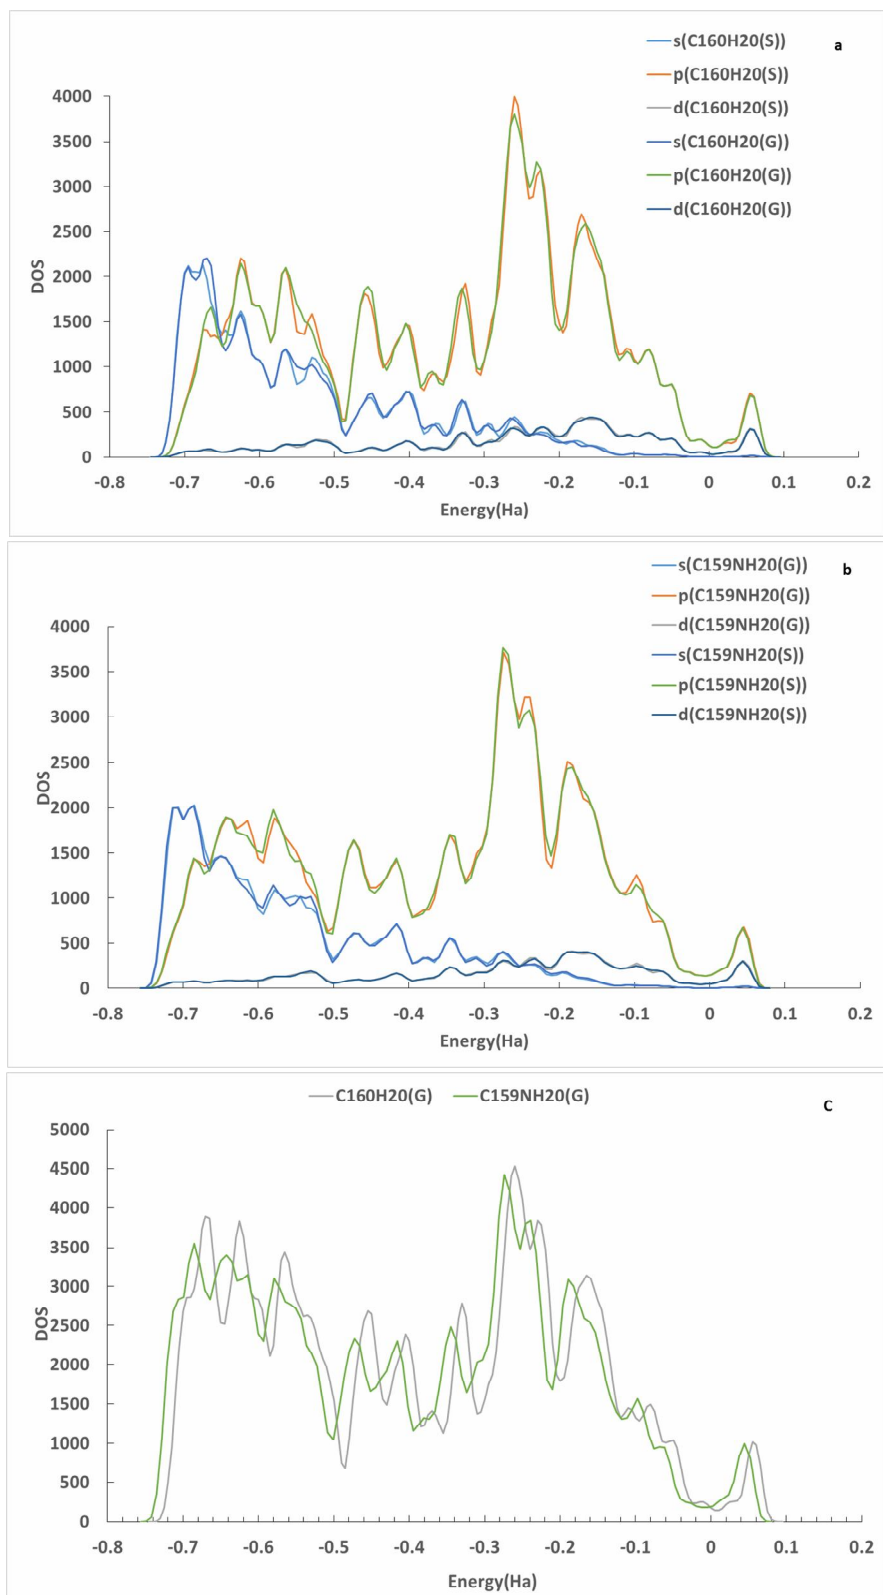 a
s(C160H20(S))
p(C160H20(S))
d(C160H20(S))
s(C160H20(G))
p(C160H20(G))
d(C160H20(G))
4000
3500
3000
2500
2000
1500
1000
500
0
DOS
-0.8 -0.7 -0.6 -0.5 -0.4 -0.3 -0.2 -0.1 0 0.1 0.2
Energy(Ha)
b
s(C159NH20(G))
p(C159NH20(G))
d(C159NH20(G))
s(C159NH20(S))
p(C159NH20(S))
d(C159NH20(S))
4000
3500
3000
2500
2000
1500
1000
500
0
DOS
-0.8 -0.7 -0.6 -0.5 -0.4 -0.3 -0.2 -0.1 0 0.1 0.2
Energy(Ha)
C160H20(G) C159NH20(G)
C
5000
4500
4000
3500
3000
2500
2000
1500
1000
500
0
DOS
-0.8 -0.7 -0.6 -0.5 -0.4 -0.3 -0.2 -0.1 0 0.1 0.2
Energy(Ha)